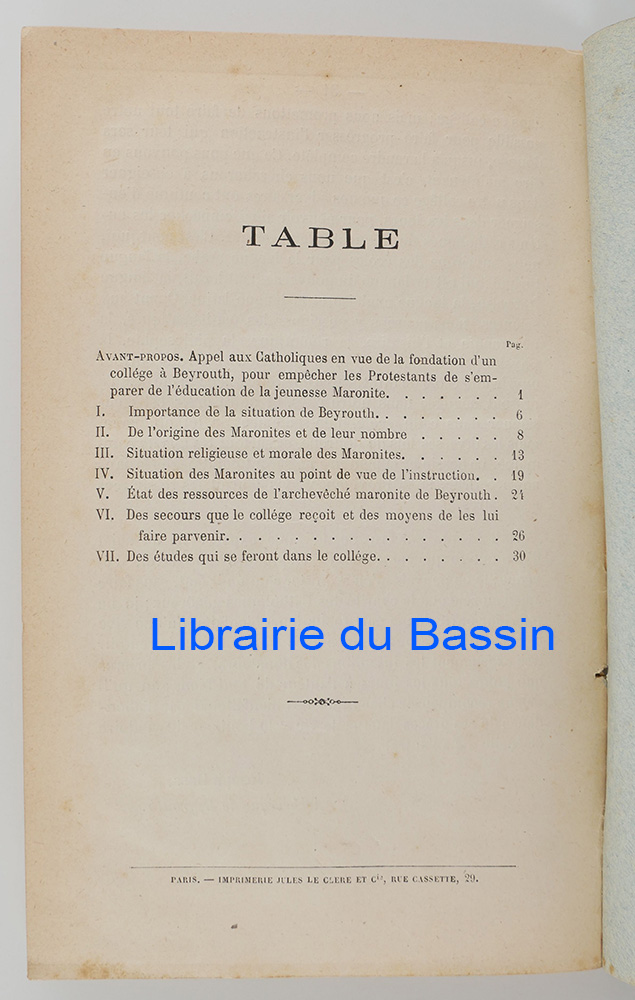 TABLE
Pag.
AVANT-PROPOS. Appel aux Catholiques en vue de la fondation d'un
collége à Beyrouth, pour empêcher les Protestants de s'em-
parer de l'éducation de la jeunesse Maronite. . . . . . . 1
I. Importance de la situation de Beyrouth. . . . . . . . 6
II. De l'origine des Maronites et de leur nombre . . . . . 8
III. Situation religieuse et morale des Maronites. . . . . . 13
IV. Situation des Maronites au point de vue de l'instruction. . 19
V. État des ressources de l'archevêché maronite de Beyrouth . 24
VI. Des secours que le collége reçoit et des moyens de les lui
faire parvenir. . . . . . . . . . . . . . . 26
VII. Des études qui se feront dans le collége. . . . . . . . 30
Librairie du Bassin
PARIS. — IMPRIMERIE JULES LE CLERE ET Cie, RUE CASSETTE, 29.